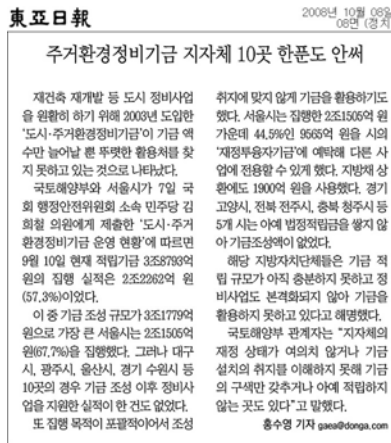 東亞日報
2008년 10월 08일
08면 (정치
주거환경정비기금 지자체 10곳 한푼도 안써
재건축 재개발 등 도시 정비사업
을 원활히 하기 위해 2003년 도입한
‘도시·주거환경정비기금’이 기금 액
수만 늘어날 뿐 뚜렷한 활용처를 찾
지 못하고 있는 것으로 나타났다.
국토해양부와 서울시가 7일 국
회 행정안전위원회 소속 민주당 김
희철 의원에게 제출한 ‘도시·주거
환경정비기금 운영 현황’에 따르면
9월 10일 현재 적립기금 3조8793억
원의 집행 실적은 2조2262억 원
(57.3%)이었다.
이 중 기금 조성 규모가 3조1779억
원으로 가장 큰 서울시는 2조1505억
원(67.7%)을 집행했다. 그러나 대구
시, 광주시, 울산시, 경기 수원시 등
10곳의 경우 기금 조성 이후 정비사
업을 지원한 실적이 한 건도 없었다.
또 집행 목적이 포괄적이어서 조성
취지에 맞지 않게 기금을 활용하기도
했다. 서울시는 집행한 2조1505억 원
가운데 44.5%인 9565억 원을 시의
‘재정투융자기금’에 예탁해 다른 사
업에 전용할 수 있게 했다. 지방채 상
환에도 1900억 원을 사용했다. 경기
고양시, 전북 전주시, 충북 청주시 등
5개 시는 아예 법정적립금을 쌓지 않
아 기금조성액이 없었다.
해당 지방자치단체들은 기금 적
립 규모가 아직 충분하지 못하고 정
비사업도 본격화되지 않아 기금을
활용하지 못하고 있다고 해명했다.
국토해양부 관계자는 “지자체의
재정 상태가 여의치 않거나 기금
설치의 취지를 이해하지 못해 기금
의 구색만 갖추거나 아예 적립하지
않는 곳도 있다”고 말했다.
홍수영 기자 gaea@donga.com